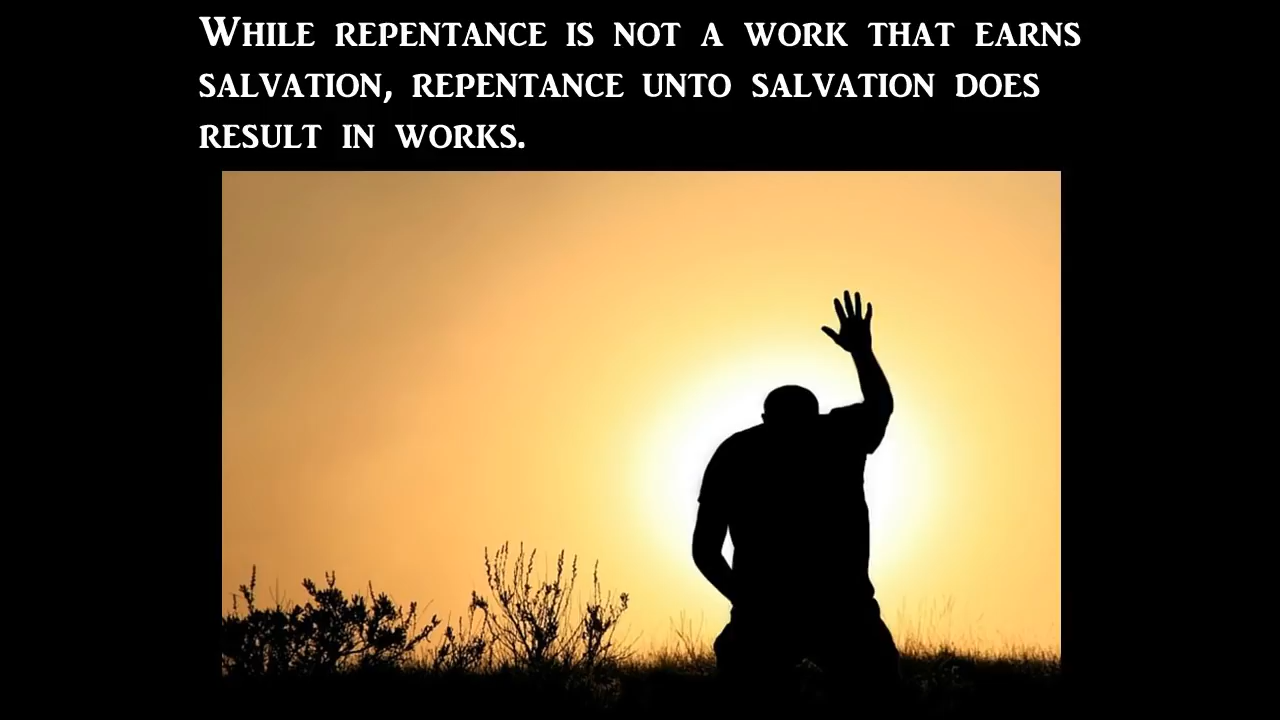 While repentance is not a work that earns
salvation, repentance unto salvation does
result in works.